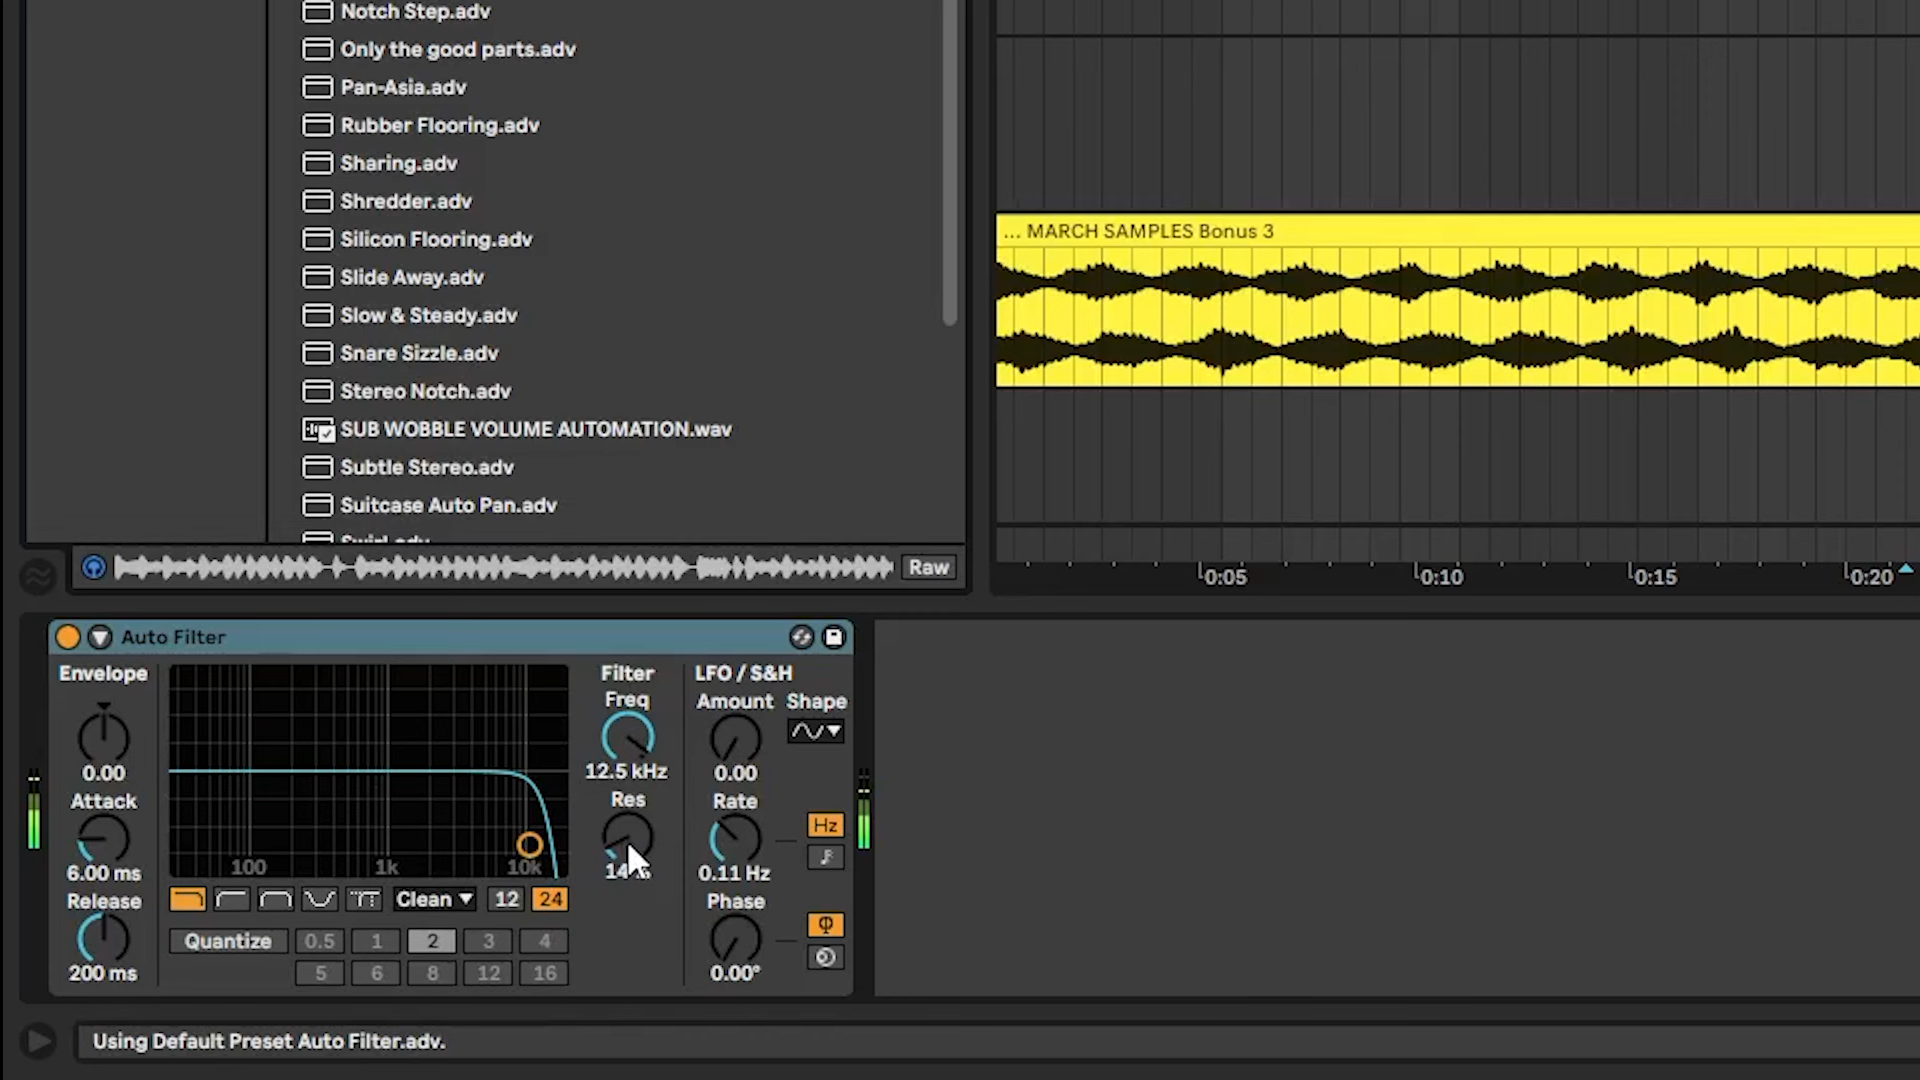 Notch Step.adv
Only the good parts.adv
Pan-Asia.adv
Rubber Flooring.adv
Sharing.adv
Shredder.adv
Silicon Flooring.adv
Slide Away.adv
Slow & Steady.adv
Snare Sizzle.adv
Stereo Notch.adv
SUB WOBBLE VOLUME AUTOMATION.wav
Subtle Stereo.adv
Suitcase Auto Pan.adv
Raw
... MARCH SAMPLES Bonus 3
0:05 0:10 0:15 0:20
Auto Filter
Envelope
0.00
Attack
6.00 ms
Release
200 ms
100 1k 10k
Clean 12 24
Quantize 0.5 1 2 3 4
5 6 8 12 16
Filter
Freq
12.5 kHz
Res
LFO / S&H
Amount Shape
0.00
Rate
Hz
0.11 Hz
Phase
0.00°
Using Default Preset Auto Filter.adv.